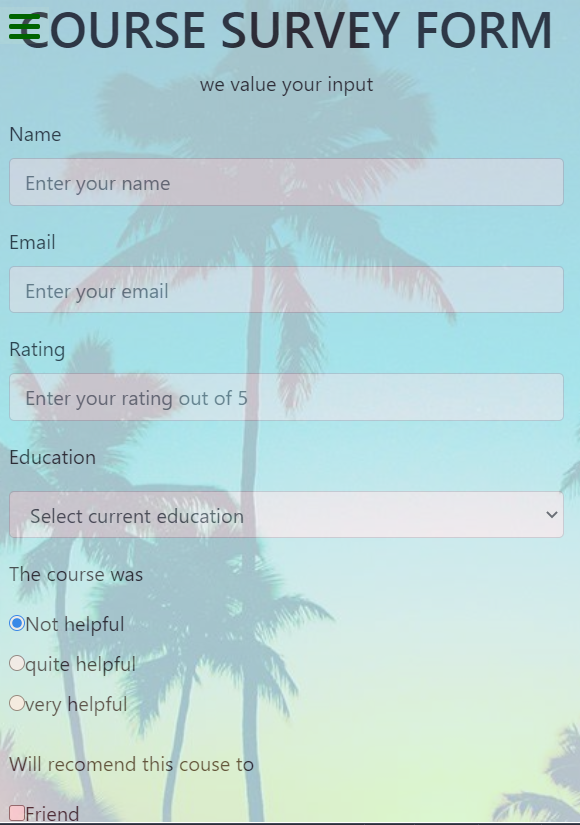 COURSE SURVEY FORM
we value your input
Name
Enter your name
Email
Enter your email
Rating
Enter your rating out of 5
Education
Select current education
The course was
Not helpful
quite helpful
very helpful
Will recomend this couse to
Friend